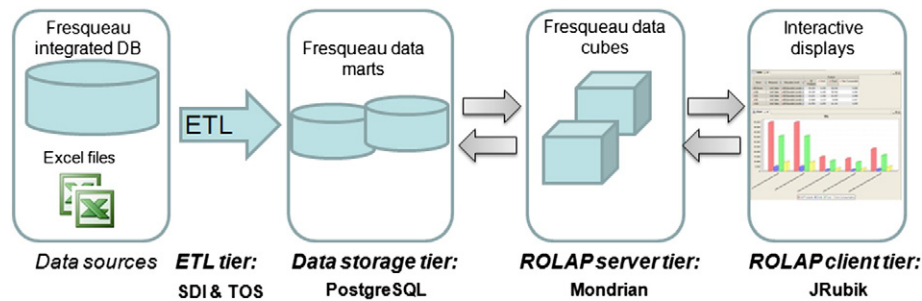 Fresqueau
integrated DB
Excel files
ETL
Fresqueau data
marts
Fresqueau data
cubes
Interactive
displays
Data sources
ETL tier:
SDI & TOS
Data storage tier:
PostgreSQL
ROLAP server tier:
Mondrian
ROLAP client tier:
JRubik